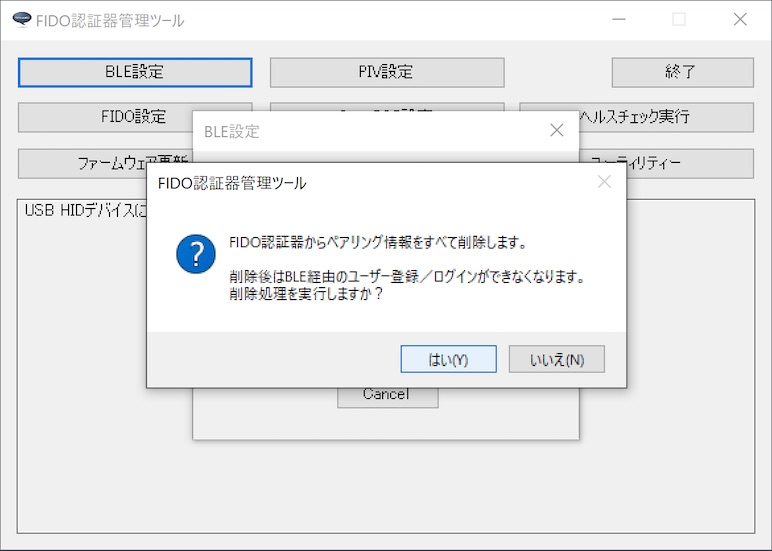 FIDO認証器管理ツール
BLE設定
PIV設定
終了
FIDO設定
ヘルスチェック実行
ファームウェア更新
ユーティリティー
USB HIDデバイスに
BLE設定
FIDO認証器管理ツール
FIDO認証器からペアリング情報をすべて削除します。
削除後はBLE経由のユーザー登録／ログインができなくなります。
削除処理を実行しますか？
はい(Y)
いいえ(N)
Cancel